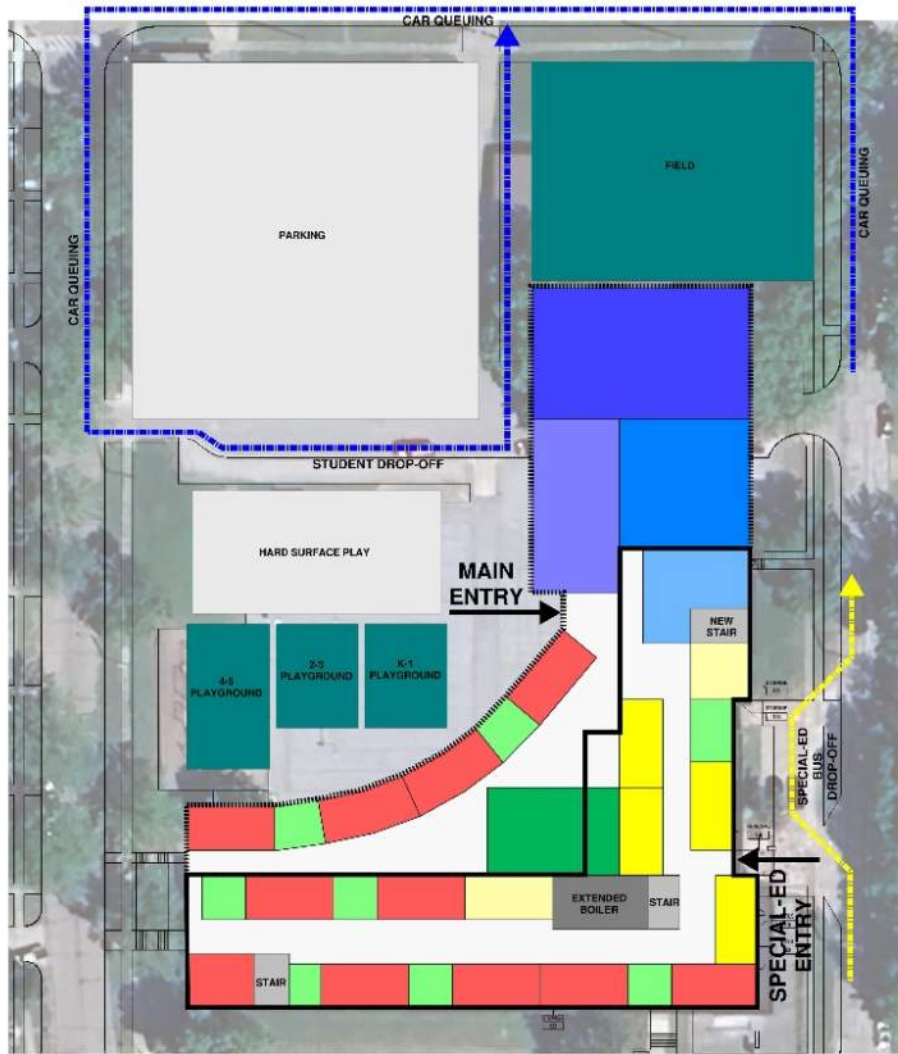 CAR QUEUING
CAR QUEUING
CAR QUEUING
PARKING
FIELD
STUDENT DROP-OFF
HARD SURFACE PLAY
MAIN
ENTRY
NEW
STAIR
4-5
PLAYGROUND
2-3
PLAYGROUND
K-1
PLAYGROUND
SPECIAL-ED
BUS
DROP-OFF
EXTENDED
BOILER
STAIR
SPECIAL-ED
ENTRY
STAIR